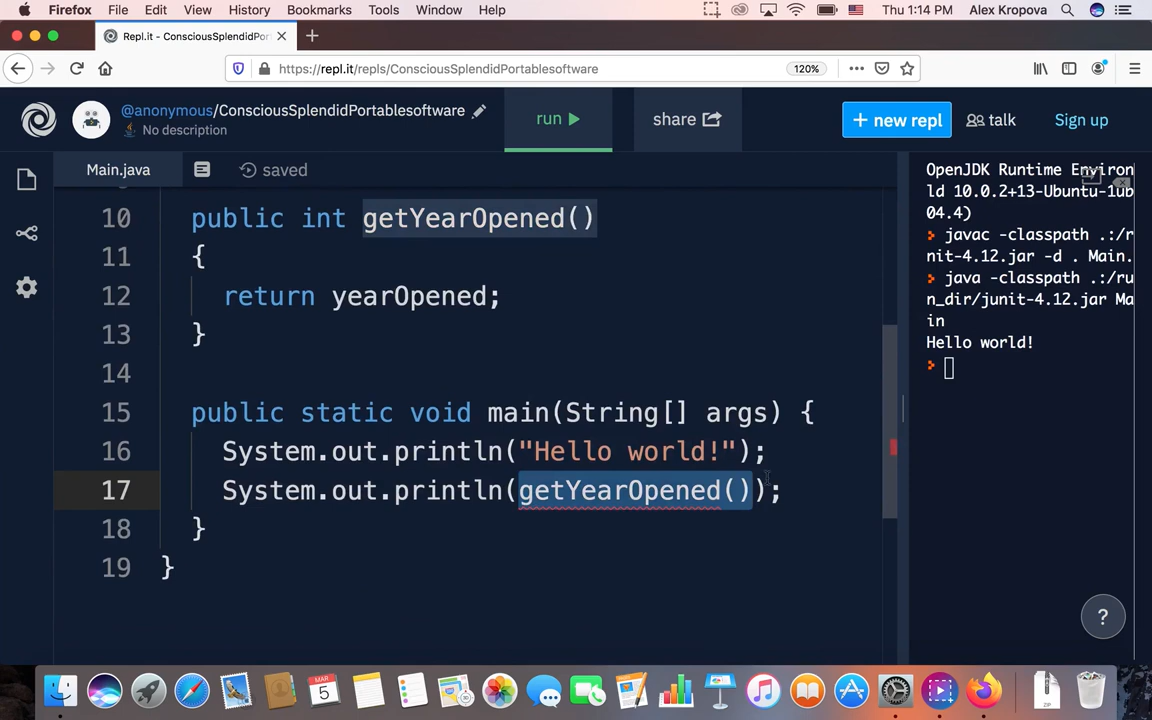 Firefox File Edit View History Bookmarks Tools Window Help Thu 1:14 PM Alex Kropova
Repl.it - ConsciousSplendidPor
https://repl.it/repls/ConsciousSplendidPortablesoftware 120%
@anonymous/ConsciousSplendidPortablesoftware
No description
run
share
+ new repl
talk
Sign up
Main.java
saved
10 public int getYearOpened()
11 {
12 return yearOpened;
13 }
14
15 public static void main(String[] args) {
16 System.out.println("Hello world!");
17 System.out.println(getYearOpened());
18 }
19 }
OpenJDK Runtime Environ
ld 10.0.2+13-Ubuntu-1ub
04.4)
javac -classpath .:/r
nit-4.12.jar -d . Main.
java -classpath .:/ru
n_dir/junit-4.12.jar Ma
in
Hello world!
?
MAR
5
ZIP